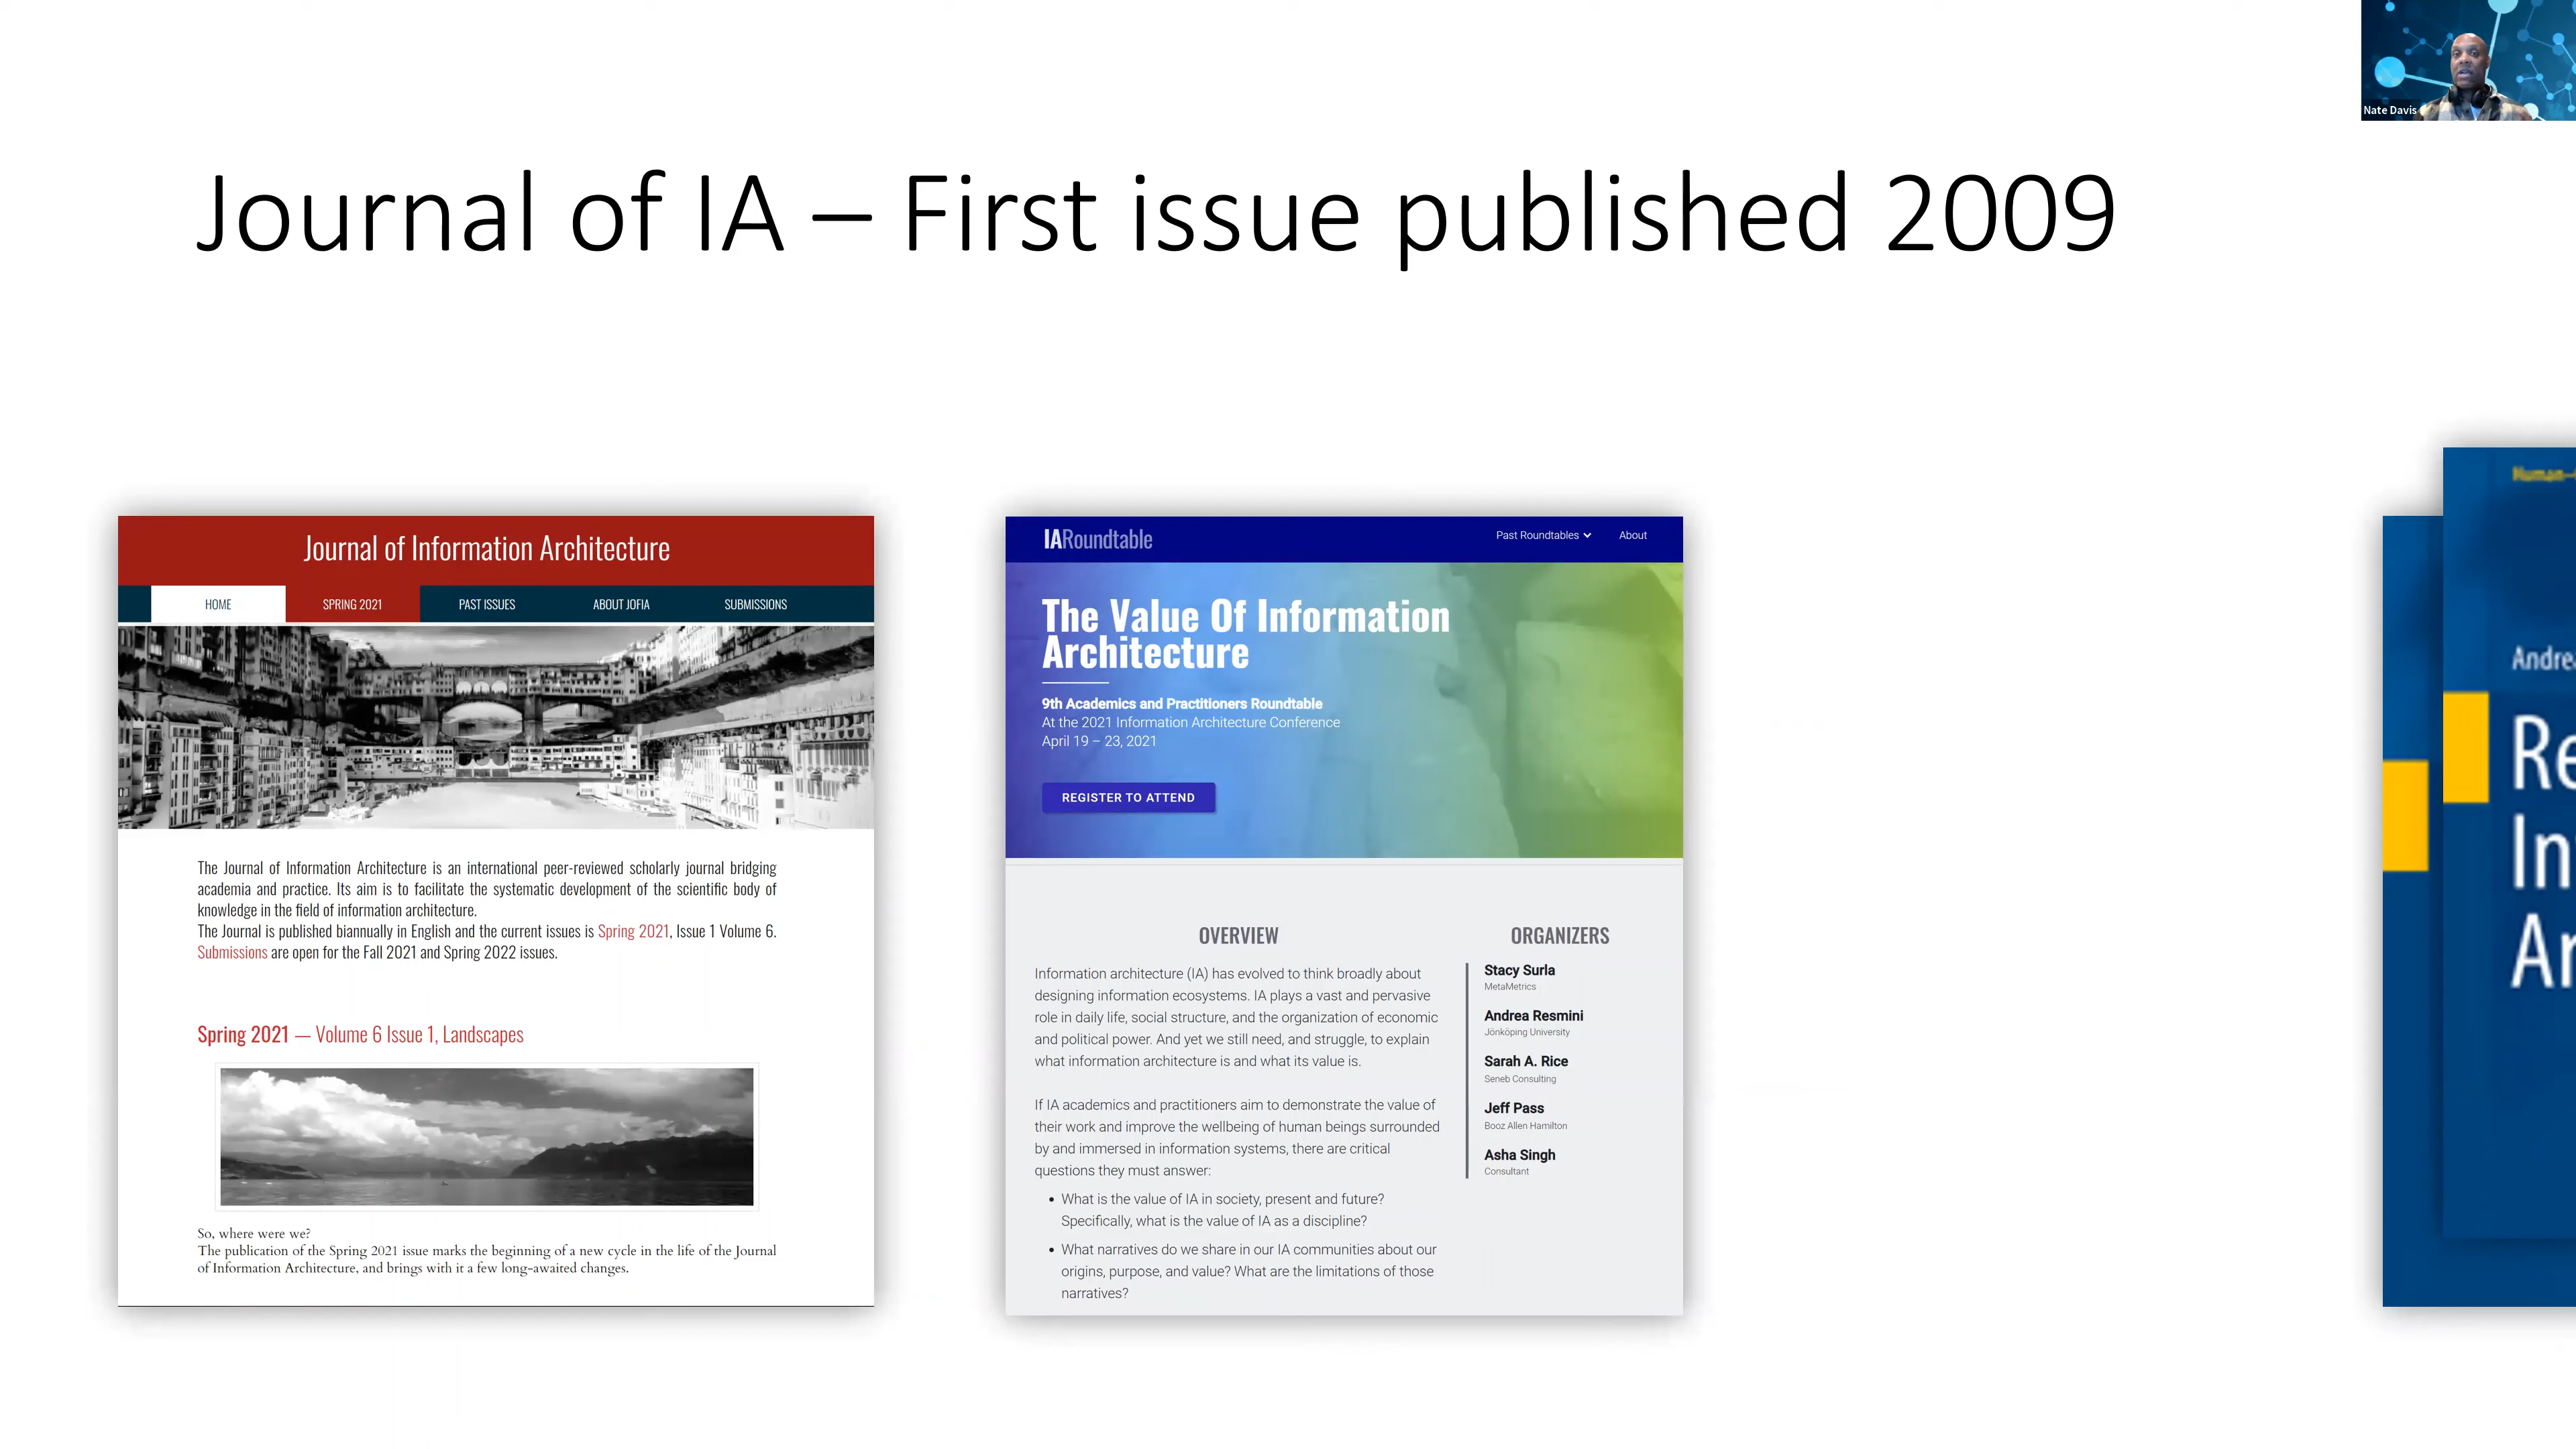 Nate Davis
Journal of IA – First issue published 2009
Journal of Information Architecture
HOME SPRING 2021 PAST ISSUES ABOUT JOFIA SUBMISSIONS
The Journal of Information Architecture is an international peer-reviewed scholarly journal bridging
academia and practice. Its aim is to facilitate the systematic development of the scientific body of
knowledge in the field of information architecture.
The Journal is published biannually in English and the current issues is Spring 2021, Issue 1 Volume 6.
Submissions are open for the Fall 2021 and Spring 2022 issues.
Spring 2021 — Volume 6 Issue 1, Landscapes
So, where were we?
The publication of the Spring 2021 issue marks the beginning of a new cycle in the life of the Journal
of Information Architecture, and brings with it a few long-awaited changes.
IARoundtable
Past Roundtables About
The Value Of Information
Architecture
9th Academics and Practitioners Roundtable
At the 2021 Information Architecture Conference
April 19 – 23, 2021
REGISTER TO ATTEND
OVERVIEW
Information architecture (IA) has evolved to think broadly about
designing information ecosystems. IA plays a vast and pervasive
role in daily life, social structure, and the organization of economic
and political power. And yet we still need, and struggle, to explain
what information architecture is and what its value is.
If IA academics and practitioners aim to demonstrate the value of
their work and improve the wellbeing of human beings surrounded
by and immersed in information systems, there are critical
questions they must answer:
• What is the value of IA in society, present and future?
Specifically, what is the value of IA as a discipline?
• What narratives do we share in our IA communities about our
origins, purpose, and value? What are the limitations of those
narratives?
ORGANIZERS
Stacy Surla
MetaMetrics
Andrea Resmini
Jönköping University
Sarah A. Rice
Seneb Consulting
Jeff Pass
Booz Allen Hamilton
Asha Singh
Consultant
Human–
Andre
Re
In
Ar